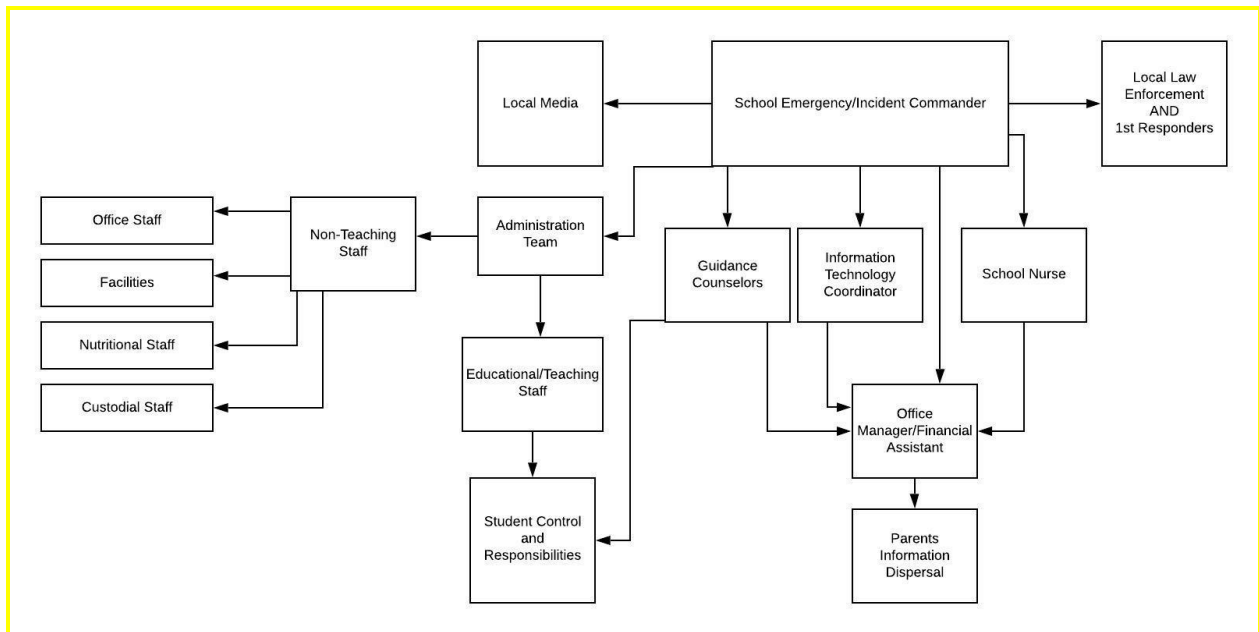 Local Media
School Emergency/Incident Commander
Local Law
Enforcement
AND
1st Responders
Office Staff
Facilities
Nutritional Staff
Custodial Staff
Non-Teaching
Staff
Administration
Team
Guidance
Counselors
Information
Technology
Coordinator
School Nurse
Educational/Teaching
Staff
Office
Manager/Financial
Assistant
Student Control
and
Responsibilities
Parents
Information
Dispersal